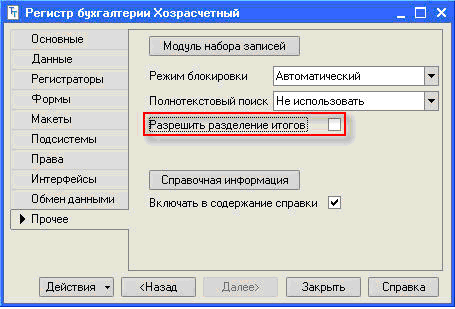 Регистр бухгалтерии Хозрасчетный
Основные
Данные
Регистраторы
Формы
Макеты
Подсистемы
Права
Интерфейсы
Обмен данными
Прочее
Модуль набора записей
Режим блокировки Автоматический
Полнотекстовый поиск Не использовать
Разрешить разделение итогов
Справочная информация
Включать в содержание справки
Действия <Назад Далее> Закрыть Справка